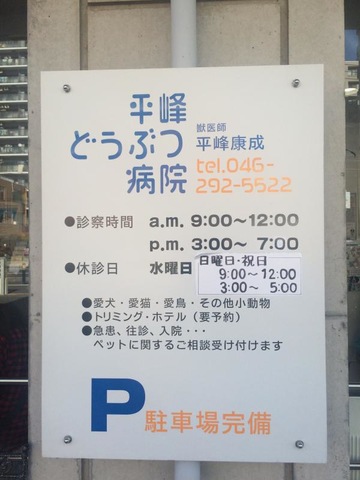 平峰
どうぶつ
病院
獣医師
平峰康成
tel.046-
292-5522
●診察時間 a.m. 9:00～12:00
p.m. 3:00～ 7:00
●休診日 水曜日
日曜日・祝日
9:00～12:00
3:00～ 5:00
●愛犬・愛猫・愛鳥・その他小動物
●トリミング・ホテル（要予約）
●急患、往診、入院・・・
ペットに関するご相談受け付けます
P 駐車場完備